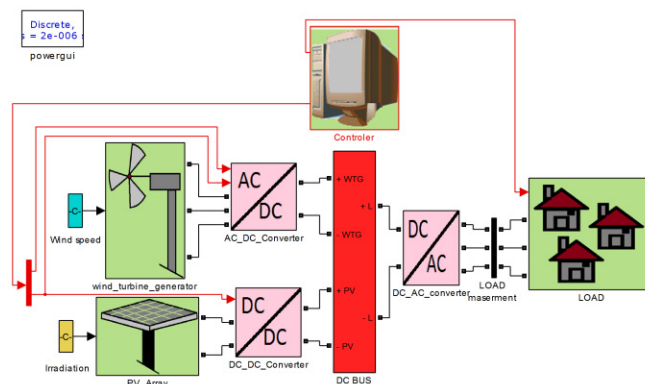 Discrete,
s = 2e-006 s
powergui
Controler
-C-
Wind speed
wind_turbine_generator
AC
DC
AC_DC_Converter
+ WTG
- WTG
+ PV
- PV
+ L
- L
DC BUS
DC
AC
DC_AC_converter
LOAD
maserment
LOAD
-C-
Irradiation
PV_Array
DC
DC
DC_DC_Converter